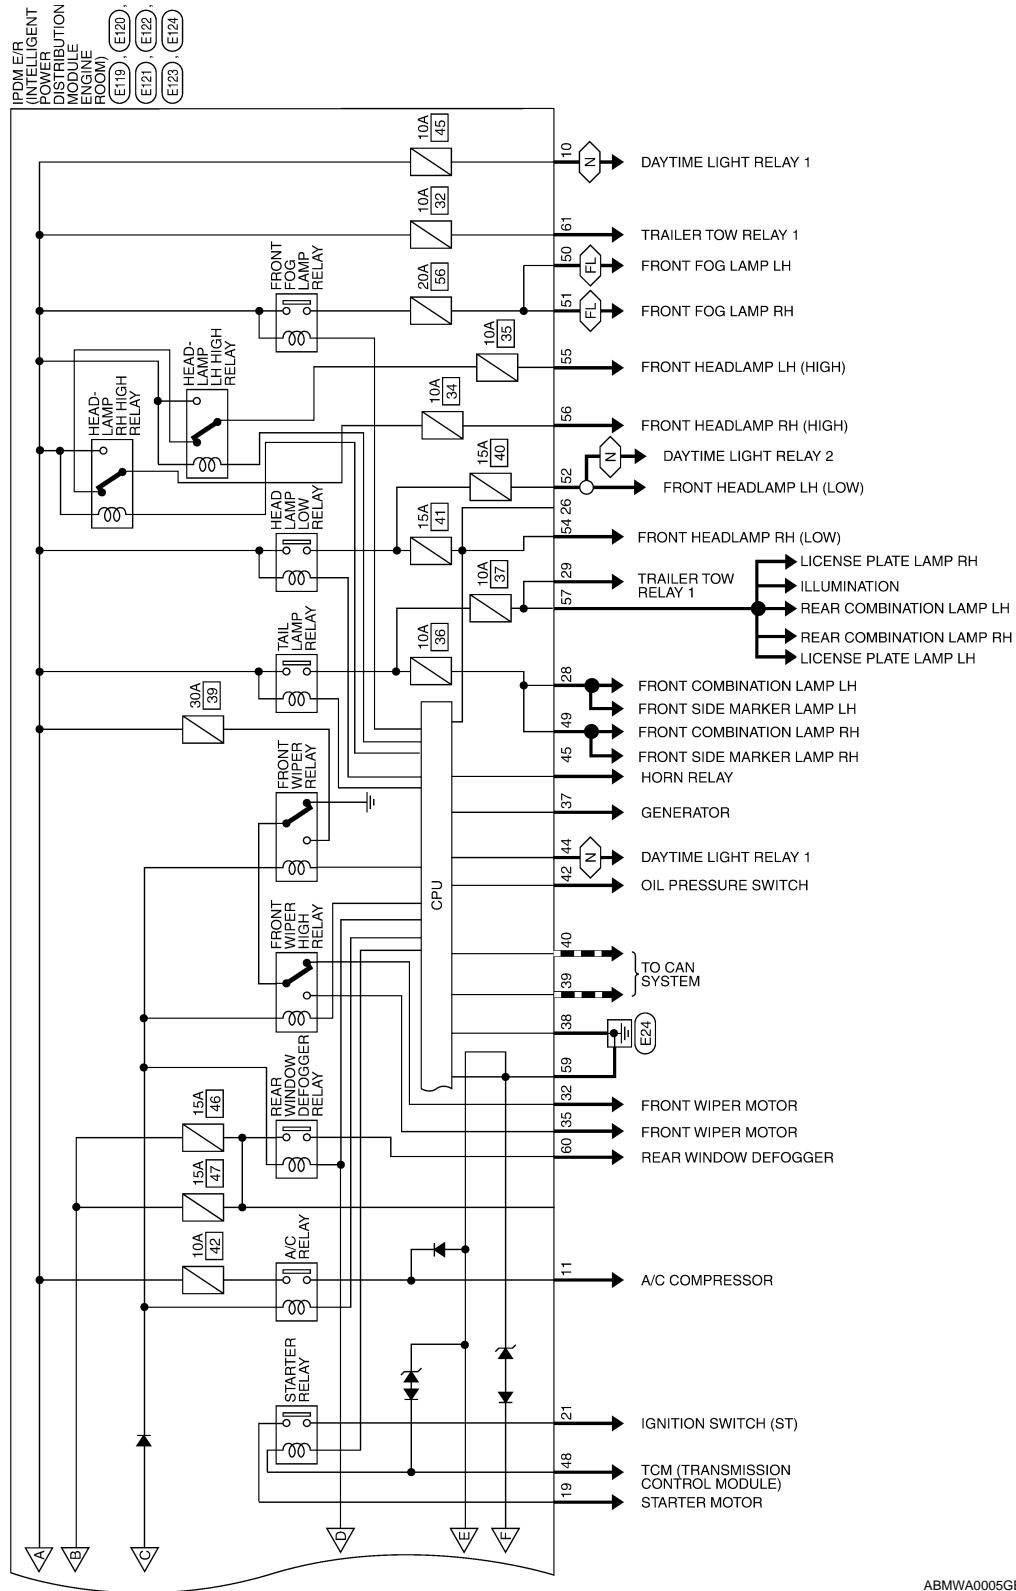 IPDM E/R
(INTELLIGENT
POWER
DISTRIBUTION
MODULE
ENGINE
ROOM)
E119 , E120 ,
E121 , E122 ,
E123 , E124
10A
45
10
N
DAYTIME LIGHT RELAY 1
10A
32
61
TRAILER TOW RELAY 1
FRONT
FOG
LAMP
RELAY
20A
56
50
FL
FRONT FOG LAMP LH
51
FL
FRONT FOG LAMP RH
HEAD-
LAMP
LH HIGH
RELAY
10A
35
55
FRONT HEADLAMP LH (HIGH)
HEAD-
LAMP
RH HIGH
RELAY
10A
34
56
FRONT HEADLAMP RH (HIGH)
15A
40
52
N
DAYTIME LIGHT RELAY 2
FRONT HEADLAMP LH (LOW)
HEAD
LAMP
LOW
RELAY
15A
41
26
54
FRONT HEADLAMP RH (LOW)
10A
37
29
TRAILER TOW
RELAY 1
57
LICENSE PLATE LAMP RH
ILLUMINATION
REAR COMBINATION LAMP LH
REAR COMBINATION LAMP RH
LICENSE PLATE LAMP LH
TAIL
LAMP
RELAY
10A
36
28
FRONT COMBINATION LAMP LH
FRONT SIDE MARKER LAMP LH
30A
39
49
FRONT COMBINATION LAMP RH
FRONT SIDE MARKER LAMP RH
45
HORN RELAY
FRONT
WIPER
RELAY
37
GENERATOR
44
N
DAYTIME LIGHT RELAY 1
42
OIL PRESSURE SWITCH
CPU
FRONT
WIPER
HIGH
RELAY
40
39
TO CAN
SYSTEM
38
E24
59
REAR
WINDOW
DEFOGGER
RELAY
32
FRONT WIPER MOTOR
15A
46
35
FRONT WIPER MOTOR
60
REAR WINDOW DEFOGGER
15A
47
10A
42
A/C
RELAY
11
A/C COMPRESSOR
STARTER
RELAY
21
IGNITION SWITCH (ST)
48
TCM (TRANSMISSION
CONTROL MODULE)
19
STARTER MOTOR
A
B
C
D
E
F
ABMWA0005GE